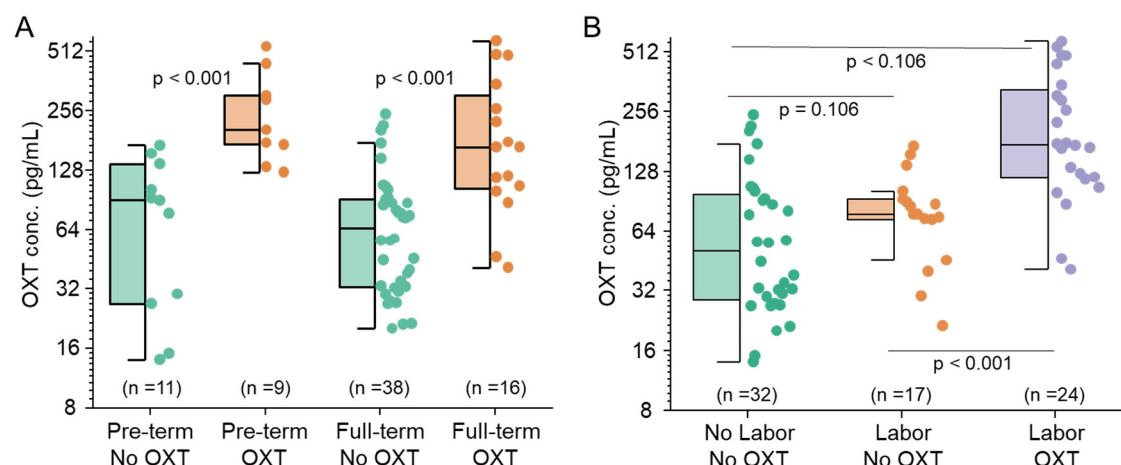 A
OXT conc. (pg/mL)
512
256
128
64
32
16
8
p < 0.001
p < 0.001
(n =11)
(n =9)
(n =38)
(n =16)
Pre-term
No OXT
Pre-term
OXT
Full-term
No OXT
Full-term
OXT
B
OXT conc. (pg/mL)
512
256
128
64
32
16
8
p < 0.106
p = 0.106
p < 0.001
(n =32)
(n =17)
(n =24)
No Labor
No OXT
Labor
No OXT
Labor
OXT